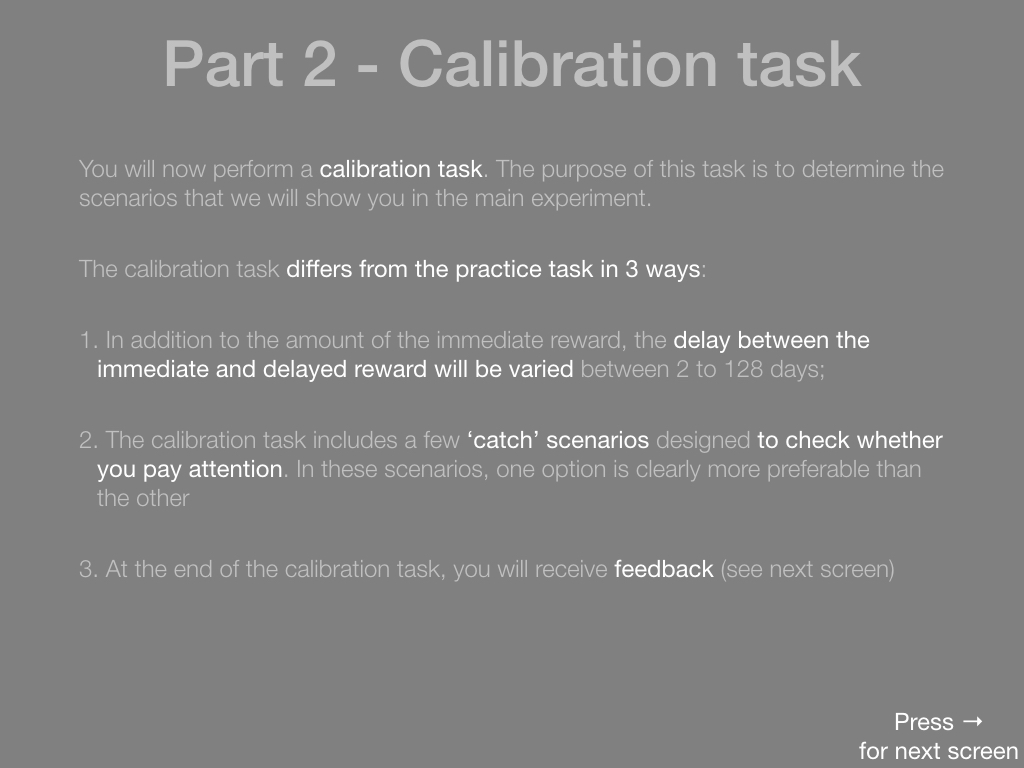 Part 2 - Calibration task
You will now perform a calibration task. The purpose of this task is to determine the
scenarios that we will show you in the main experiment.
The calibration task differs from the practice task in 3 ways:
1. In addition to the amount of the immediate reward, the delay between the
immediate and delayed reward will be varied between 2 to 128 days;
2. The calibration task includes a few ‘catch’ scenarios designed to check whether
you pay attention. In these scenarios, one option is clearly more preferable than
the other
3. At the end of the calibration task, you will receive feedback (see next screen)
Press →
for next screen